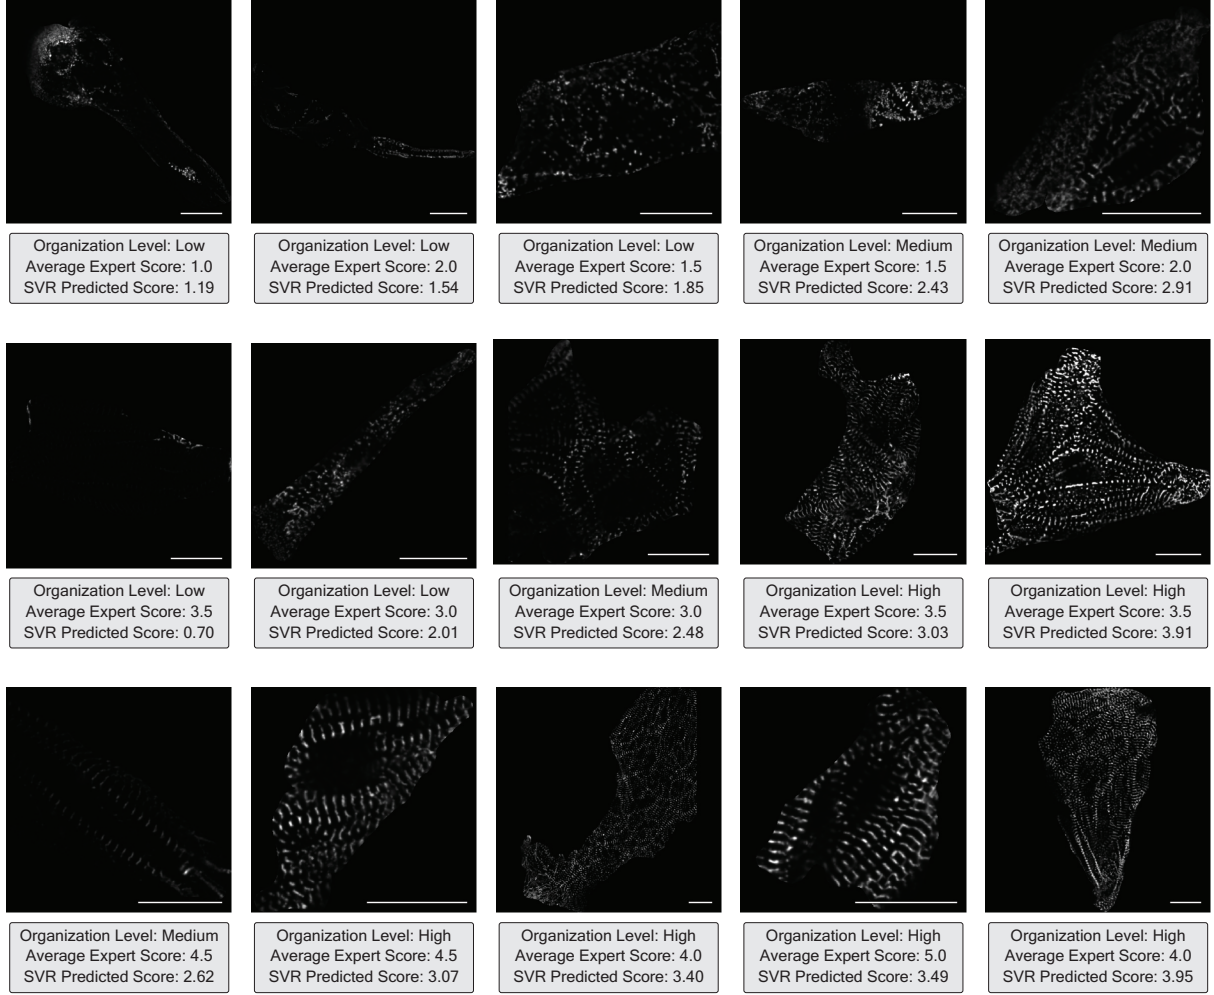 Organization Level: Low
Average Expert Score: 1.0
SVR Predicted Score: 1.19
Organization Level: Low
Average Expert Score: 2.0
SVR Predicted Score: 1.54
Organization Level: Low
Average Expert Score: 1.5
SVR Predicted Score: 1.85
Organization Level: Medium
Average Expert Score: 1.5
SVR Predicted Score: 2.43
Organization Level: Medium
Average Expert Score: 2.0
SVR Predicted Score: 2.91
Organization Level: Low
Average Expert Score: 3.5
SVR Predicted Score: 0.70
Organization Level: Low
Average Expert Score: 3.0
SVR Predicted Score: 2.01
Organization Level: Medium
Average Expert Score: 3.0
SVR Predicted Score: 2.48
Organization Level: High
Average Expert Score: 3.5
SVR Predicted Score: 3.03
Organization Level: High
Average Expert Score: 3.5
SVR Predicted Score: 3.91
Organization Level: Medium
Average Expert Score: 4.5
SVR Predicted Score: 2.62
Organization Level: High
Average Expert Score: 4.5
SVR Predicted Score: 3.07
Organization Level: High
Average Expert Score: 4.0
SVR Predicted Score: 3.40
Organization Level: High
Average Expert Score: 5.0
SVR Predicted Score: 3.49
Organization Level: High
Average Expert Score: 4.0
SVR Predicted Score: 3.95